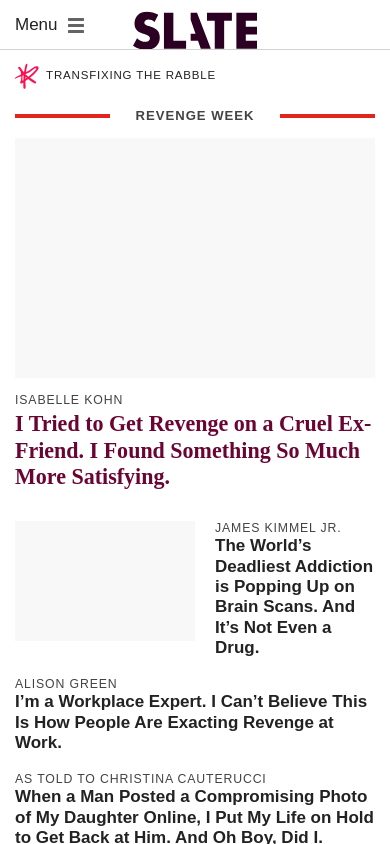 Menu
SLATE
TRANSFIXING THE RABBLE
REVENGE WEEK
ISABELLE KOHN
I Tried to Get Revenge on a Cruel Ex-
Friend. I Found Something So Much
More Satisfying.
JAMES KIMMEL JR.
The World’s
Deadliest Addiction
is Popping Up on
Brain Scans. And
It’s Not Even a
Drug.
ALISON GREEN
I’m a Workplace Expert. I Can’t Believe This
Is How People Are Exacting Revenge at
Work.
AS TOLD TO CHRISTINA CAUTERUCCI
When a Man Posted a Compromising Photo
of My Daughter Online, I Put My Life on Hold
to Get Back at Him. And Oh Boy, Did I.